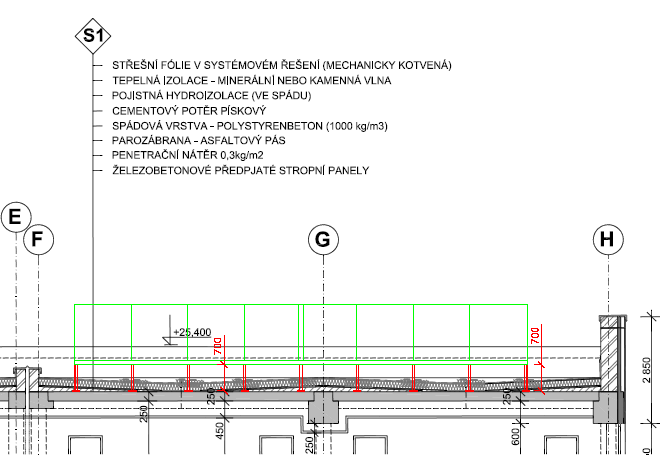 S1
STŘEŠNÍ FÓLIE V SYSTÉMOVÉM ŘEŠENÍ (MECHANICKY KOTVENÁ)
TEPELNÁ IZOLACE - MINERÁLNÍ NEBO KAMENNÁ VLNA
POJISTNÁ HYDROIZOLACE (VE SPÁDU)
CEMENTOVÝ POTĚR PÍSKOVÝ
SPÁDOVÁ VRSTVA - POLYSTYRENBETON (1000 kg/m3)
PAROZÁBRANA - ASFALTOVÝ PÁS
PENETRAČNÍ NÁTĚR 0,3kg/m2
ŽELEZOBETONOVÉ PŘEDPJATÉ STROPNÍ PANELY
E
F
G
H
+25,400
700
700
2 850
250
250
250
450
250
600